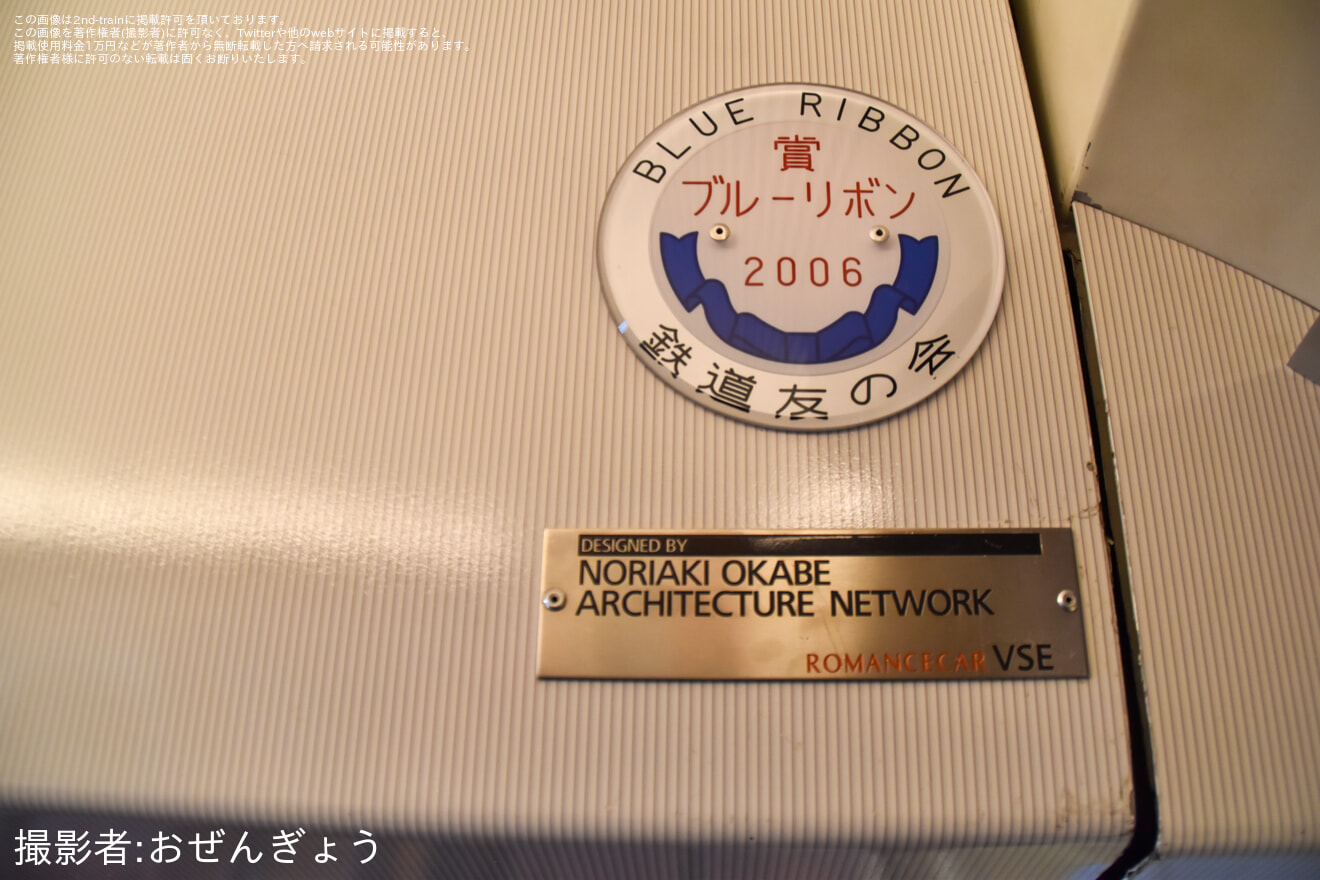 この画像は2nd-trainに掲載許可を頂いております。
この画像を著作権者(撮影者)に許可なく、Twitterや他のwebサイトに掲載すると、
掲載使用料金1万円などが著作者から無断転載した方へ請求される可能性があります。
著作権者様に許可のない転載は固くお断りいたします。
BLUE RIBBON
賞
ブルーリボン
2006
鉄道友の会
DESIGNED BY
NORIAKI OKABE
ARCHITECTURE NETWORK
ROMANCECAR VSE
撮影者:おぜんぎょう